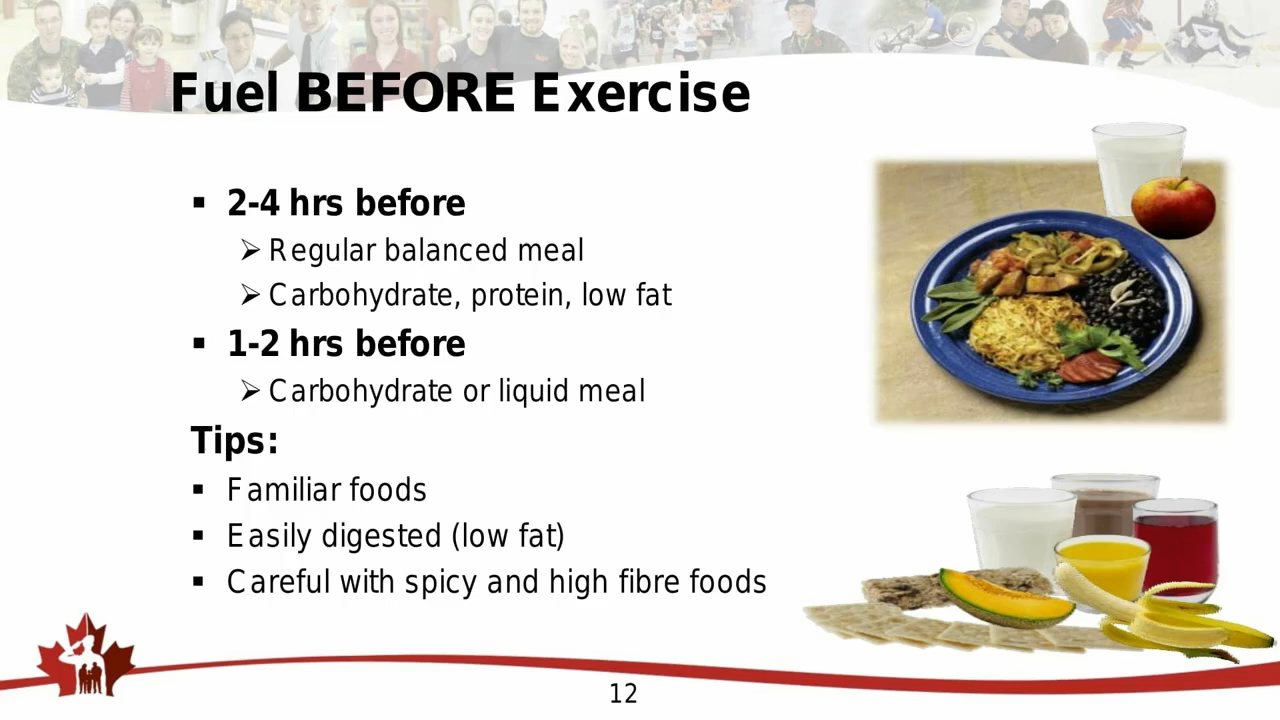 Fuel BEFORE Exercise
▪ 2-4 hrs before
➢ Regular balanced meal
➢ Carbohydrate, protein, low fat
▪ 1-2 hrs before
➢ Carbohydrate or liquid meal
Tips:
▪ Familiar foods
▪ Easily digested (low fat)
▪ Careful with spicy and high fibre foods
12